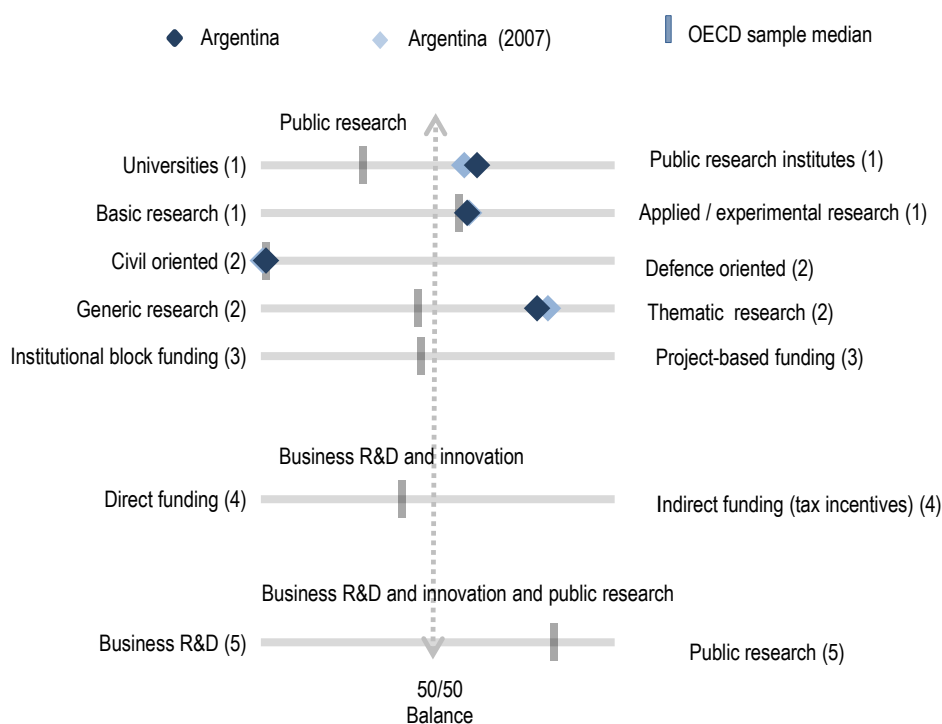 Argentina
Argentina (2007)
OECD sample median
Public research
Universities (1)
Public research institutes (1)
Basic research (1)
Applied / experimental research (1)
Civil oriented (2)
Defence oriented (2)
Generic research (2)
Thematic research (2)
Institutional block funding (3)
Project-based funding (3)
Business R&D and innovation
Direct funding (4)
Indirect funding (tax incentives) (4)
Business R&D and innovation and public research
Business R&D (5)
Public research (5)
50/50
Balance